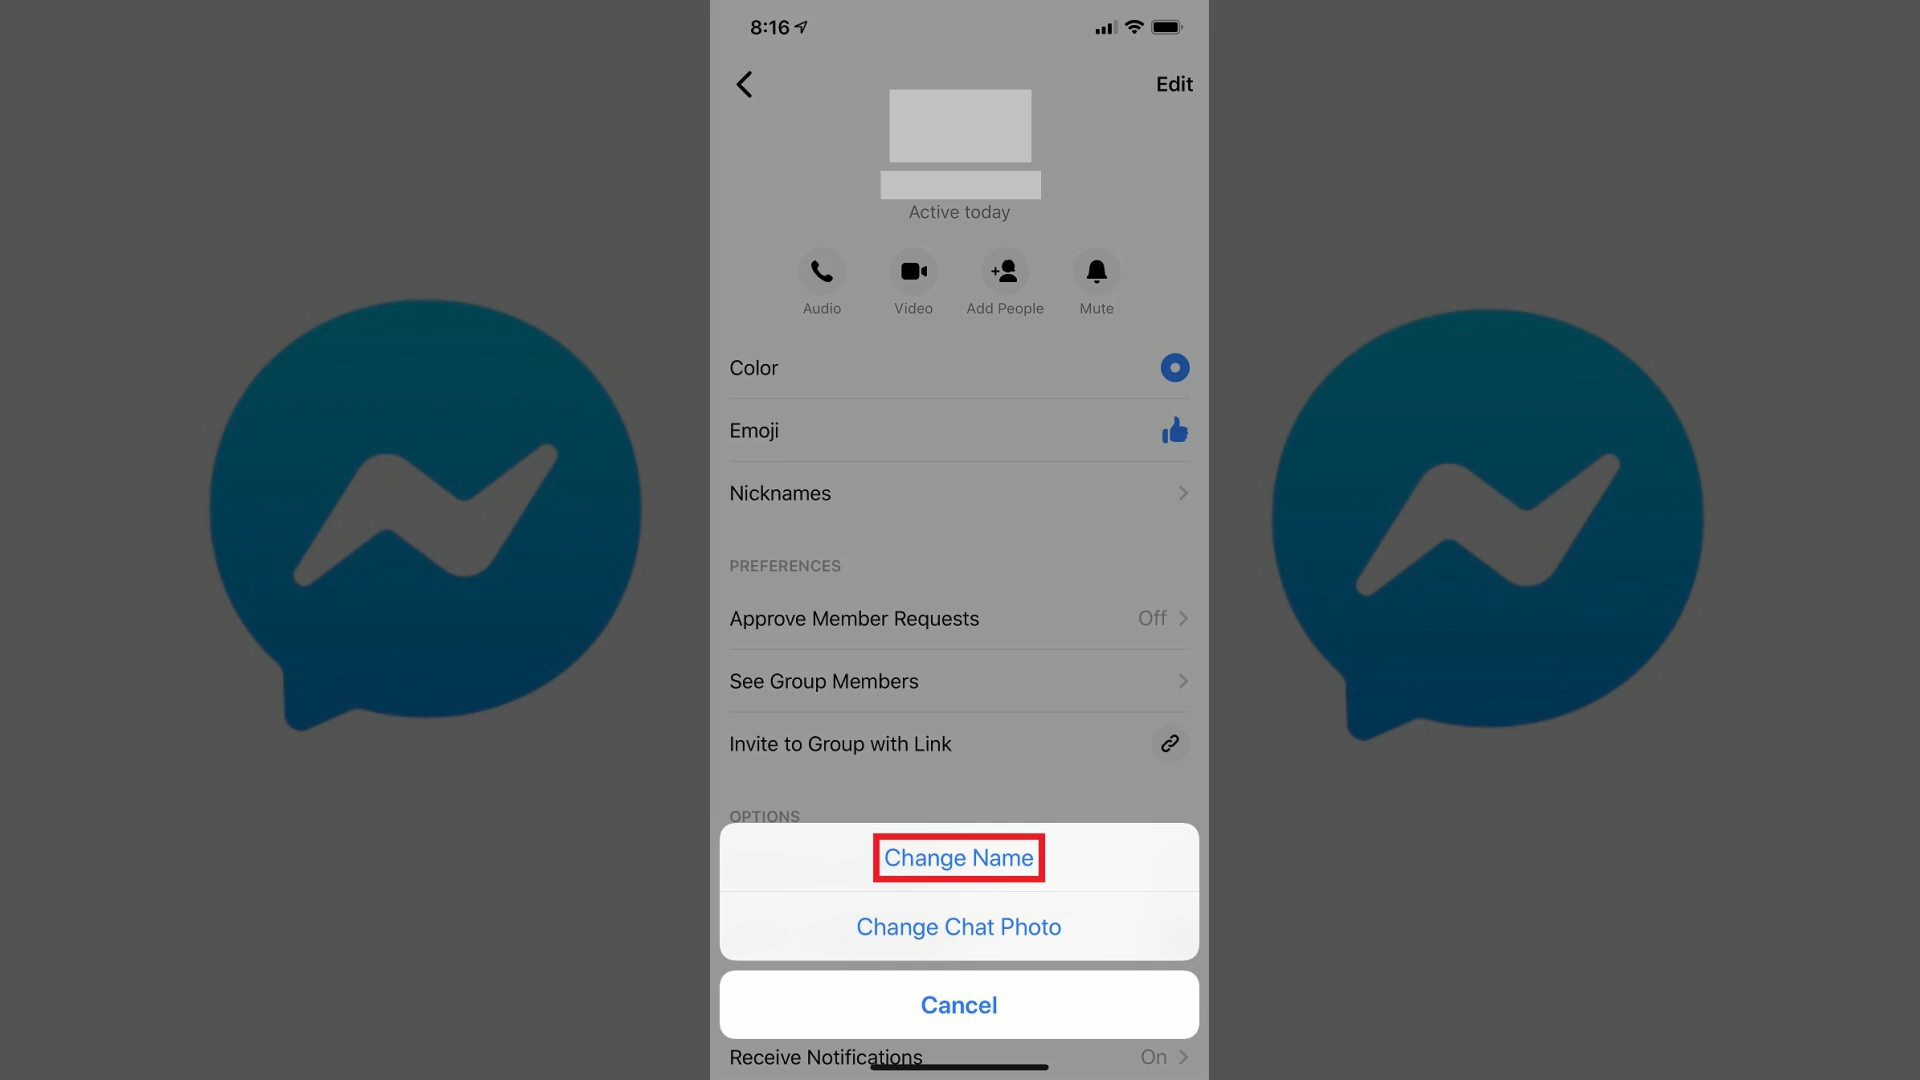 8:16
Edit
Active today
Audio Video Add People Mute
Color
Emoji
Nicknames
PREFERENCES
Approve Member Requests Off
See Group Members
Invite to Group with Link
OPTIONS
Change Name
Change Chat Photo
Cancel
Receive Notifications On